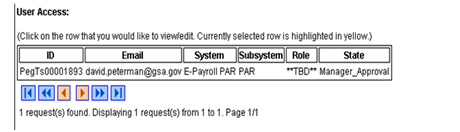 User Access:
(Click on the row that you would like to view/edit. Currently selected row is highlighted in yellow.)
ID Email System Subsystem Role State
PegTs00001893 david.peterman@gsa.gov E-Payroll PAR PAR **TBD** Manager_Approval
1 request(s) found. Displaying 1 request(s) from 1 to 1. Page 1/1